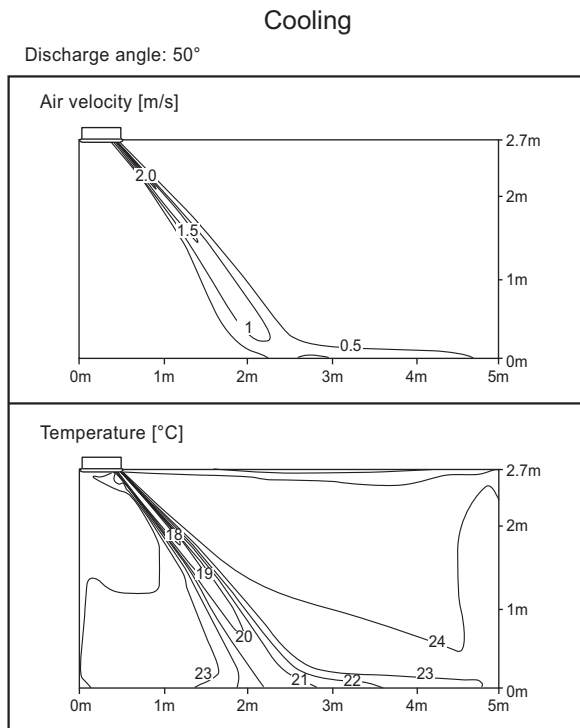 Cooling
Discharge angle: 50°
Air velocity [m/s]
2.7m
2.0
2m
1.5
1m
1
0.5
0m
0m 1m 2m 3m 4m 5m
Temperature [°C]
2.7m
18
2m
19
1m
20
24
23 21 22 23
0m
0m 1m 2m 3m 4m 5m